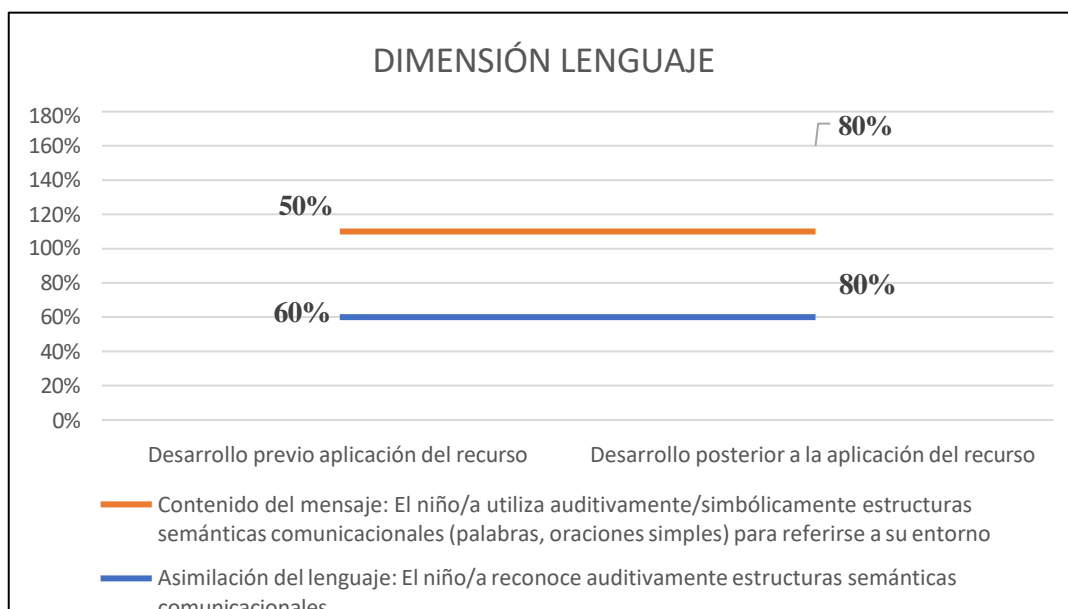 DIMENSIÓN LENGUAJE
180%
160%
140%
120%
100%
80%
60%
40%
20%
0%
50%
80%
60%
80%
Desarrollo previo aplicación del recurso
Desarrollo posterior a la aplicación del recurso
Contenido del mensaje: El niño/a utiliza auditivamente/simbólicamente estructuras
semánticas comunicacionales (palabras, oraciones simples) para referirse a su entorno
Asimilación del lenguaje: El niño/a reconoce auditivamente estructuras semánticas
comunicacionales